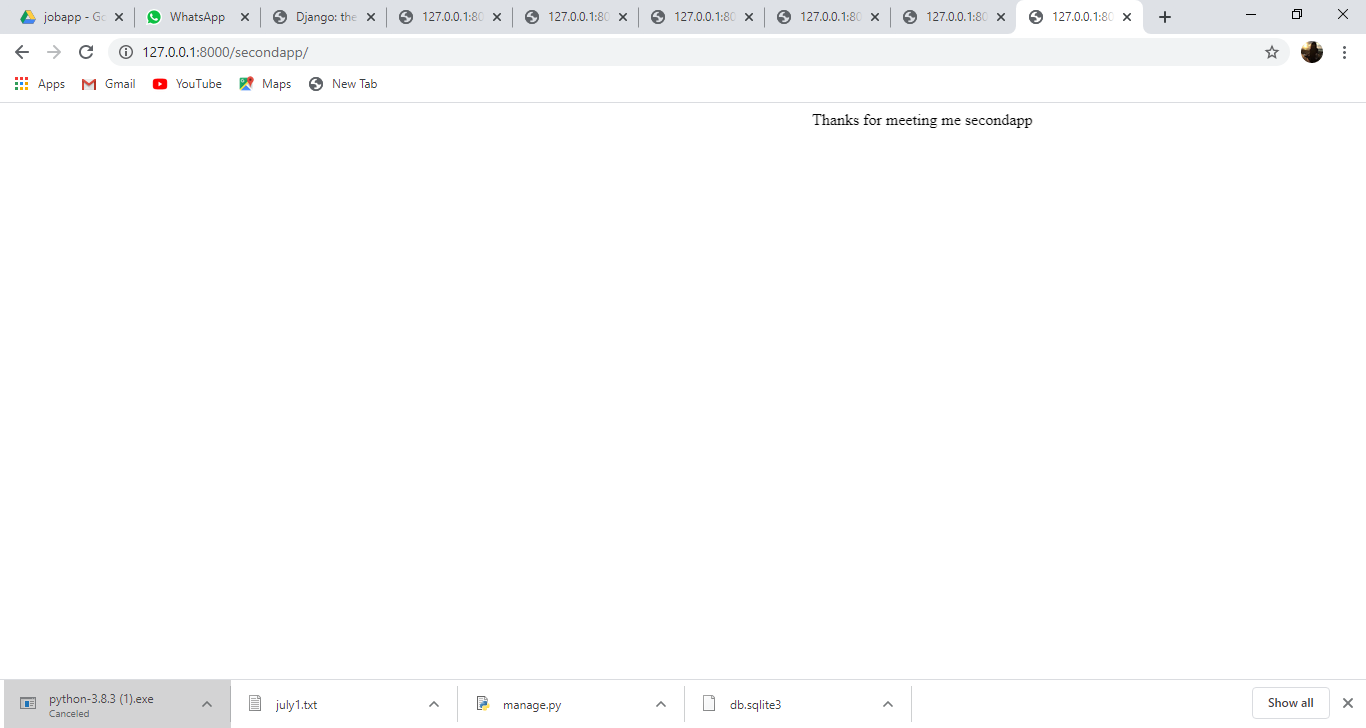 jobapp - Go
WhatsApp
Django: the
127.0.0.1:80
127.0.0.1:80
127.0.0.1:80
127.0.0.1:80
127.0.0.1:80
127.0.0.1:80
127.0.0.1:8000/secondapp/
Apps Gmail YouTube Maps New Tab
Thanks for meeting me secondapp
python-3.8.3 (1).exe
Canceled
july1.txt
manage.py
db.sqlite3
Show all